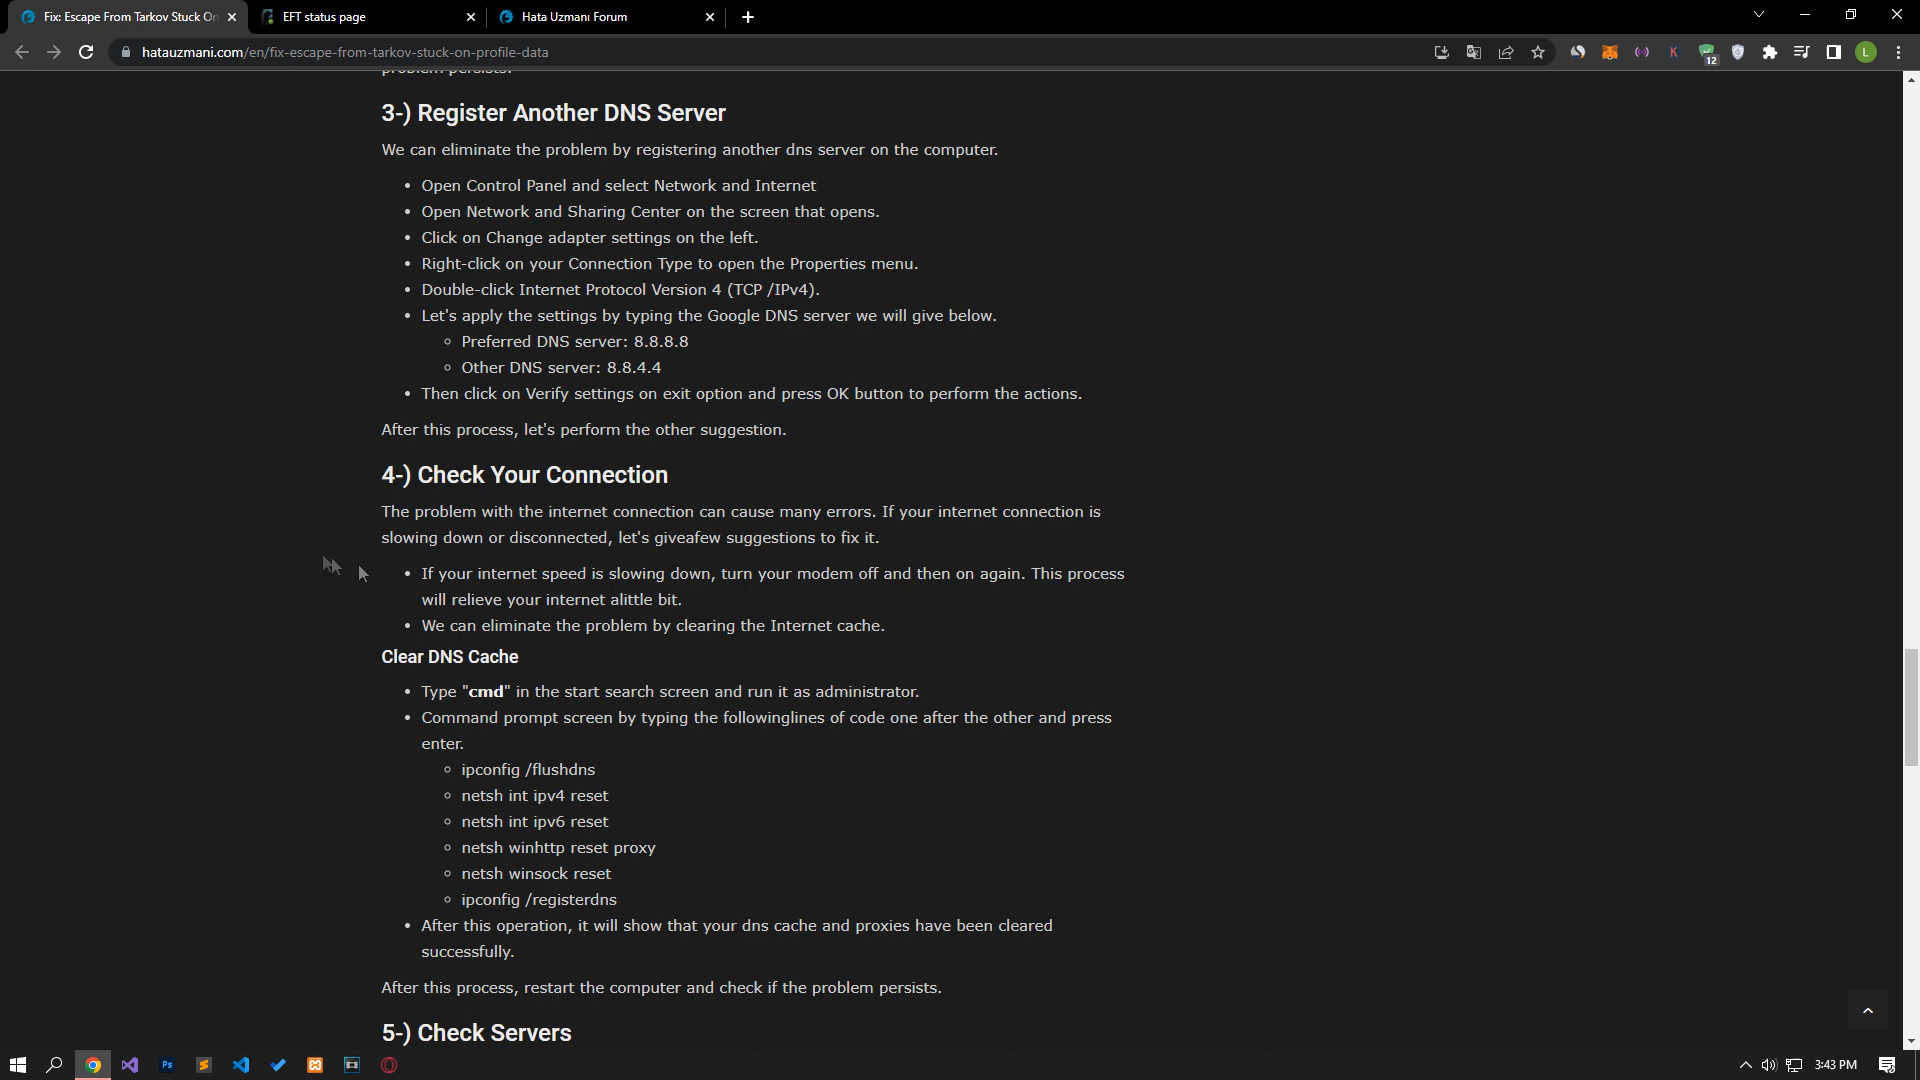 Fix: Escape From Tarkov Stuck On
EFT status page
Hata Uzmanı Forum
hatauzmani.com/en/fix-escape-from-tarkov-stuck-on-profile-data
K
12
L
problem persists.
3-) Register Another DNS Server
We can eliminate the problem by registering another dns server on the computer.
• Open Control Panel and select Network and Internet
• Open Network and Sharing Center on the screen that opens.
• Click on Change adapter settings on the left.
• Right-click on your Connection Type to open the Properties menu.
• Double-click Internet Protocol Version 4 (TCP /IPv4).
• Let's apply the settings by typing the Google DNS server we will give below.
◦ Preferred DNS server: 8.8.8.8
◦ Other DNS server: 8.8.4.4
• Then click on Verify settings on exit option and press OK button to perform the actions.
After this process, let's perform the other suggestion.
4-) Check Your Connection
The problem with the internet connection can cause many errors. If your internet connection is
slowing down or disconnected, let's giveafew suggestions to fix it.
• If your internet speed is slowing down, turn your modem off and then on again. This process
will relieve your internet alittle bit.
• We can eliminate the problem by clearing the Internet cache.
Clear DNS Cache
• Type "cmd" in the start search screen and run it as administrator.
• Command prompt screen by typing the followinglines of code one after the other and press
enter.
◦ ipconfig /flushdns
◦ netsh int ipv4 reset
◦ netsh int ipv6 reset
◦ netsh winhttp reset proxy
◦ netsh winsock reset
◦ ipconfig /registerdns
• After this operation, it will show that your dns cache and proxies have been cleared
successfully.
After this process, restart the computer and check if the problem persists.
5-) Check Servers
Ps
3:43 PM